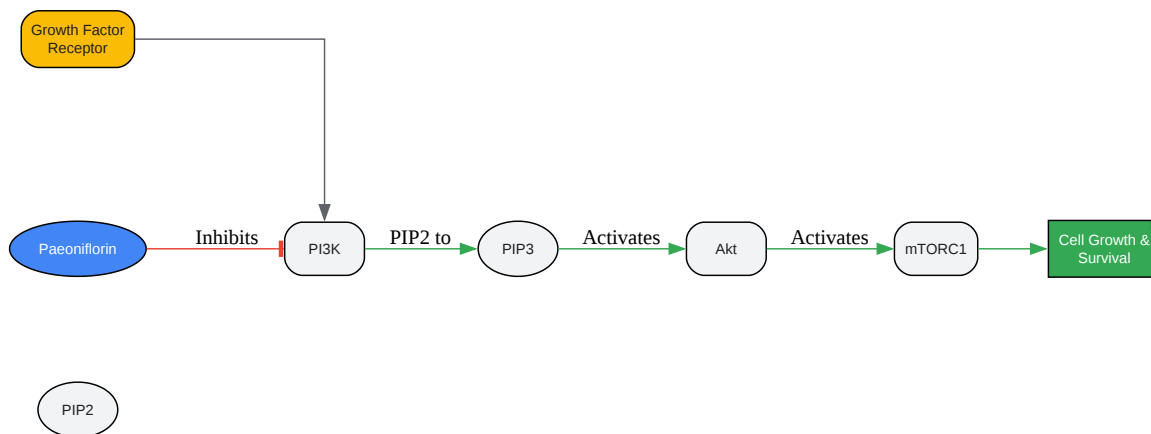 Growth Factor
Receptor
Paeoniflorin
Inhibits
PI3K
PIP2 to
PIP3
Activates
Akt
Activates
mTORC1
Cell Growth &
Survival
PIP2